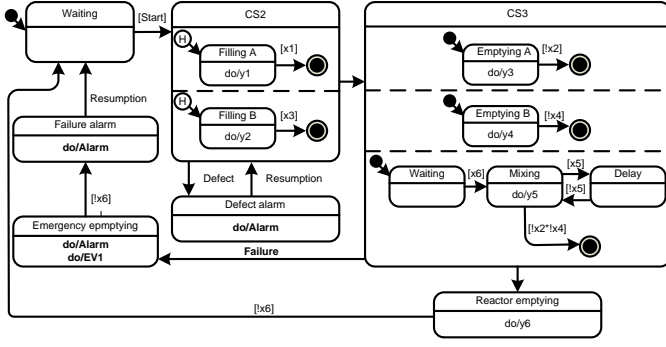 Waiting
[Start]
CS2
H
Filling A
do/y1
[x1]
H
Filling B
do/y2
[x3]
CS3
Emptying A
do/y3
[!x2]
Emptying B
do/y4
[!x4]
Waiting
[x6]
Mixing
do/y5
[x5]
[!x5]
Delay
[!x2*!x4]
Resumption
Failure alarm
do/Alarm
[!x6]
Defect
Resumption
Defect alarm
do/Alarm
Emergency epmptying
do/Alarm
do/EV1
Failure
Reactor emptying
do/y6
[!x6]